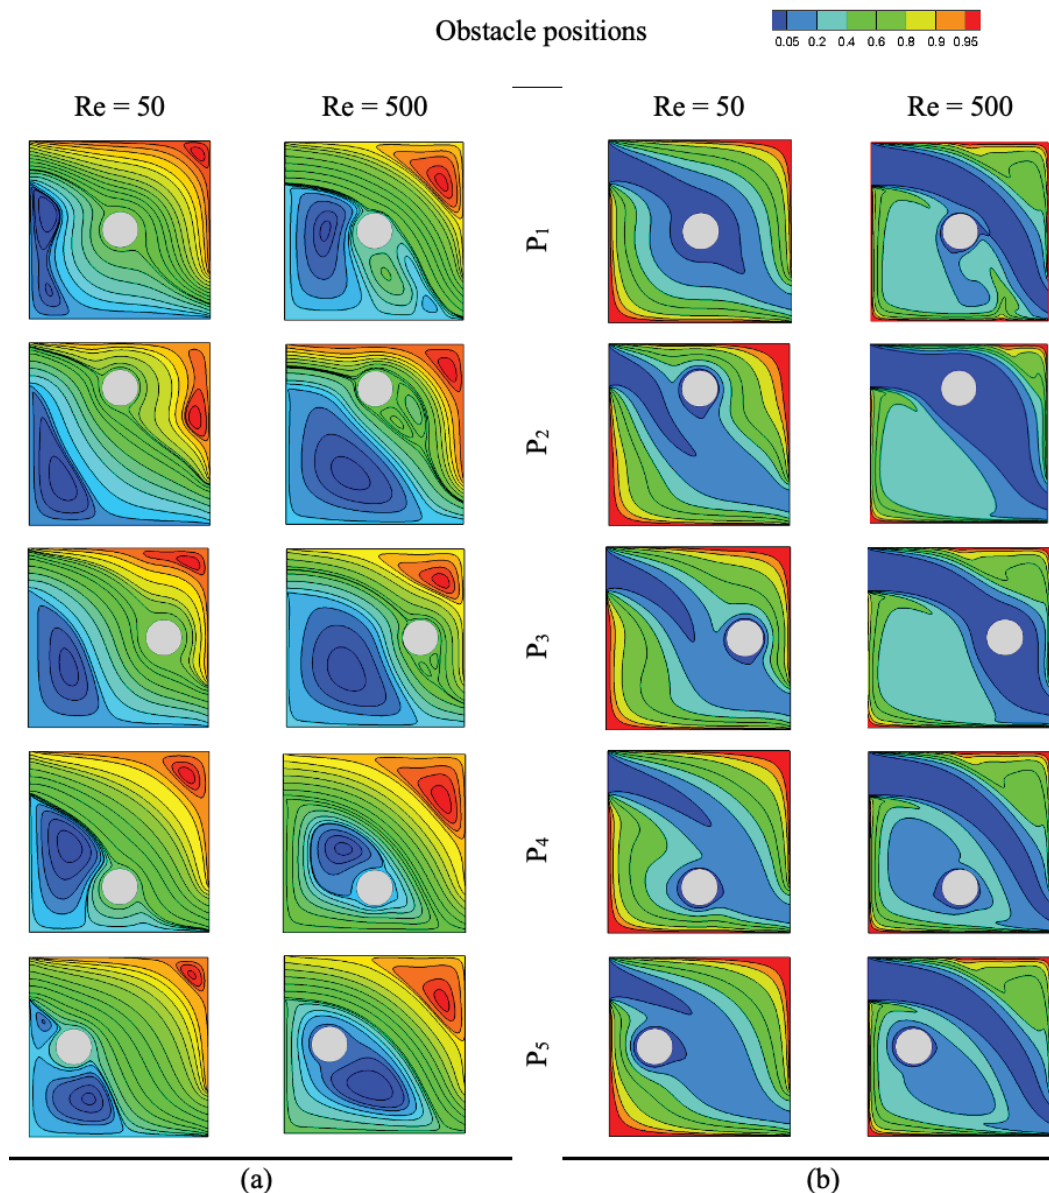 Obstacle positions
0.05 0.2 0.4 0.6 0.8 0.9 0.95
Re = 50 Re = 500 Re = 50 Re = 500
P1
P2
P3
P4
P5
(a) (b)